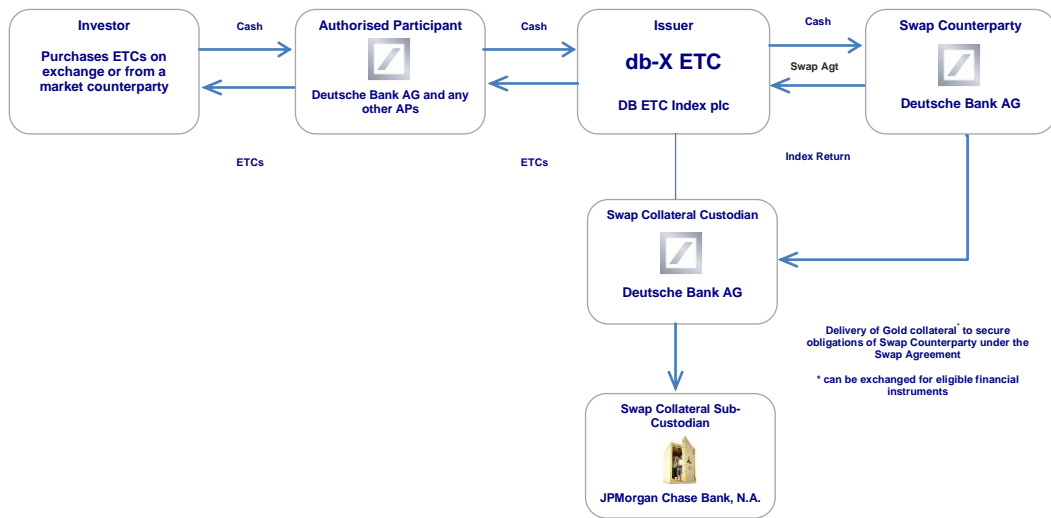 Investor
Purchases ETCs on
exchange or from a
market counterparty
Cash
Authorised Participant
Deutsche Bank AG and any
other APs
Cash
Issuer
db-X ETC
DB ETC Index plc
Cash
Swap Agt
Swap Counterparty
Deutsche Bank AG
ETCs
ETCs
Index Return
Swap Collateral Custodian
Deutsche Bank AG
Delivery of Gold collateral* to secure
obligations of Swap Counterparty under the
Swap Agreement
* can be exchanged for eligible financial
instruments
Swap Collateral Sub-
Custodian
JPMorgan Chase Bank, N.A.